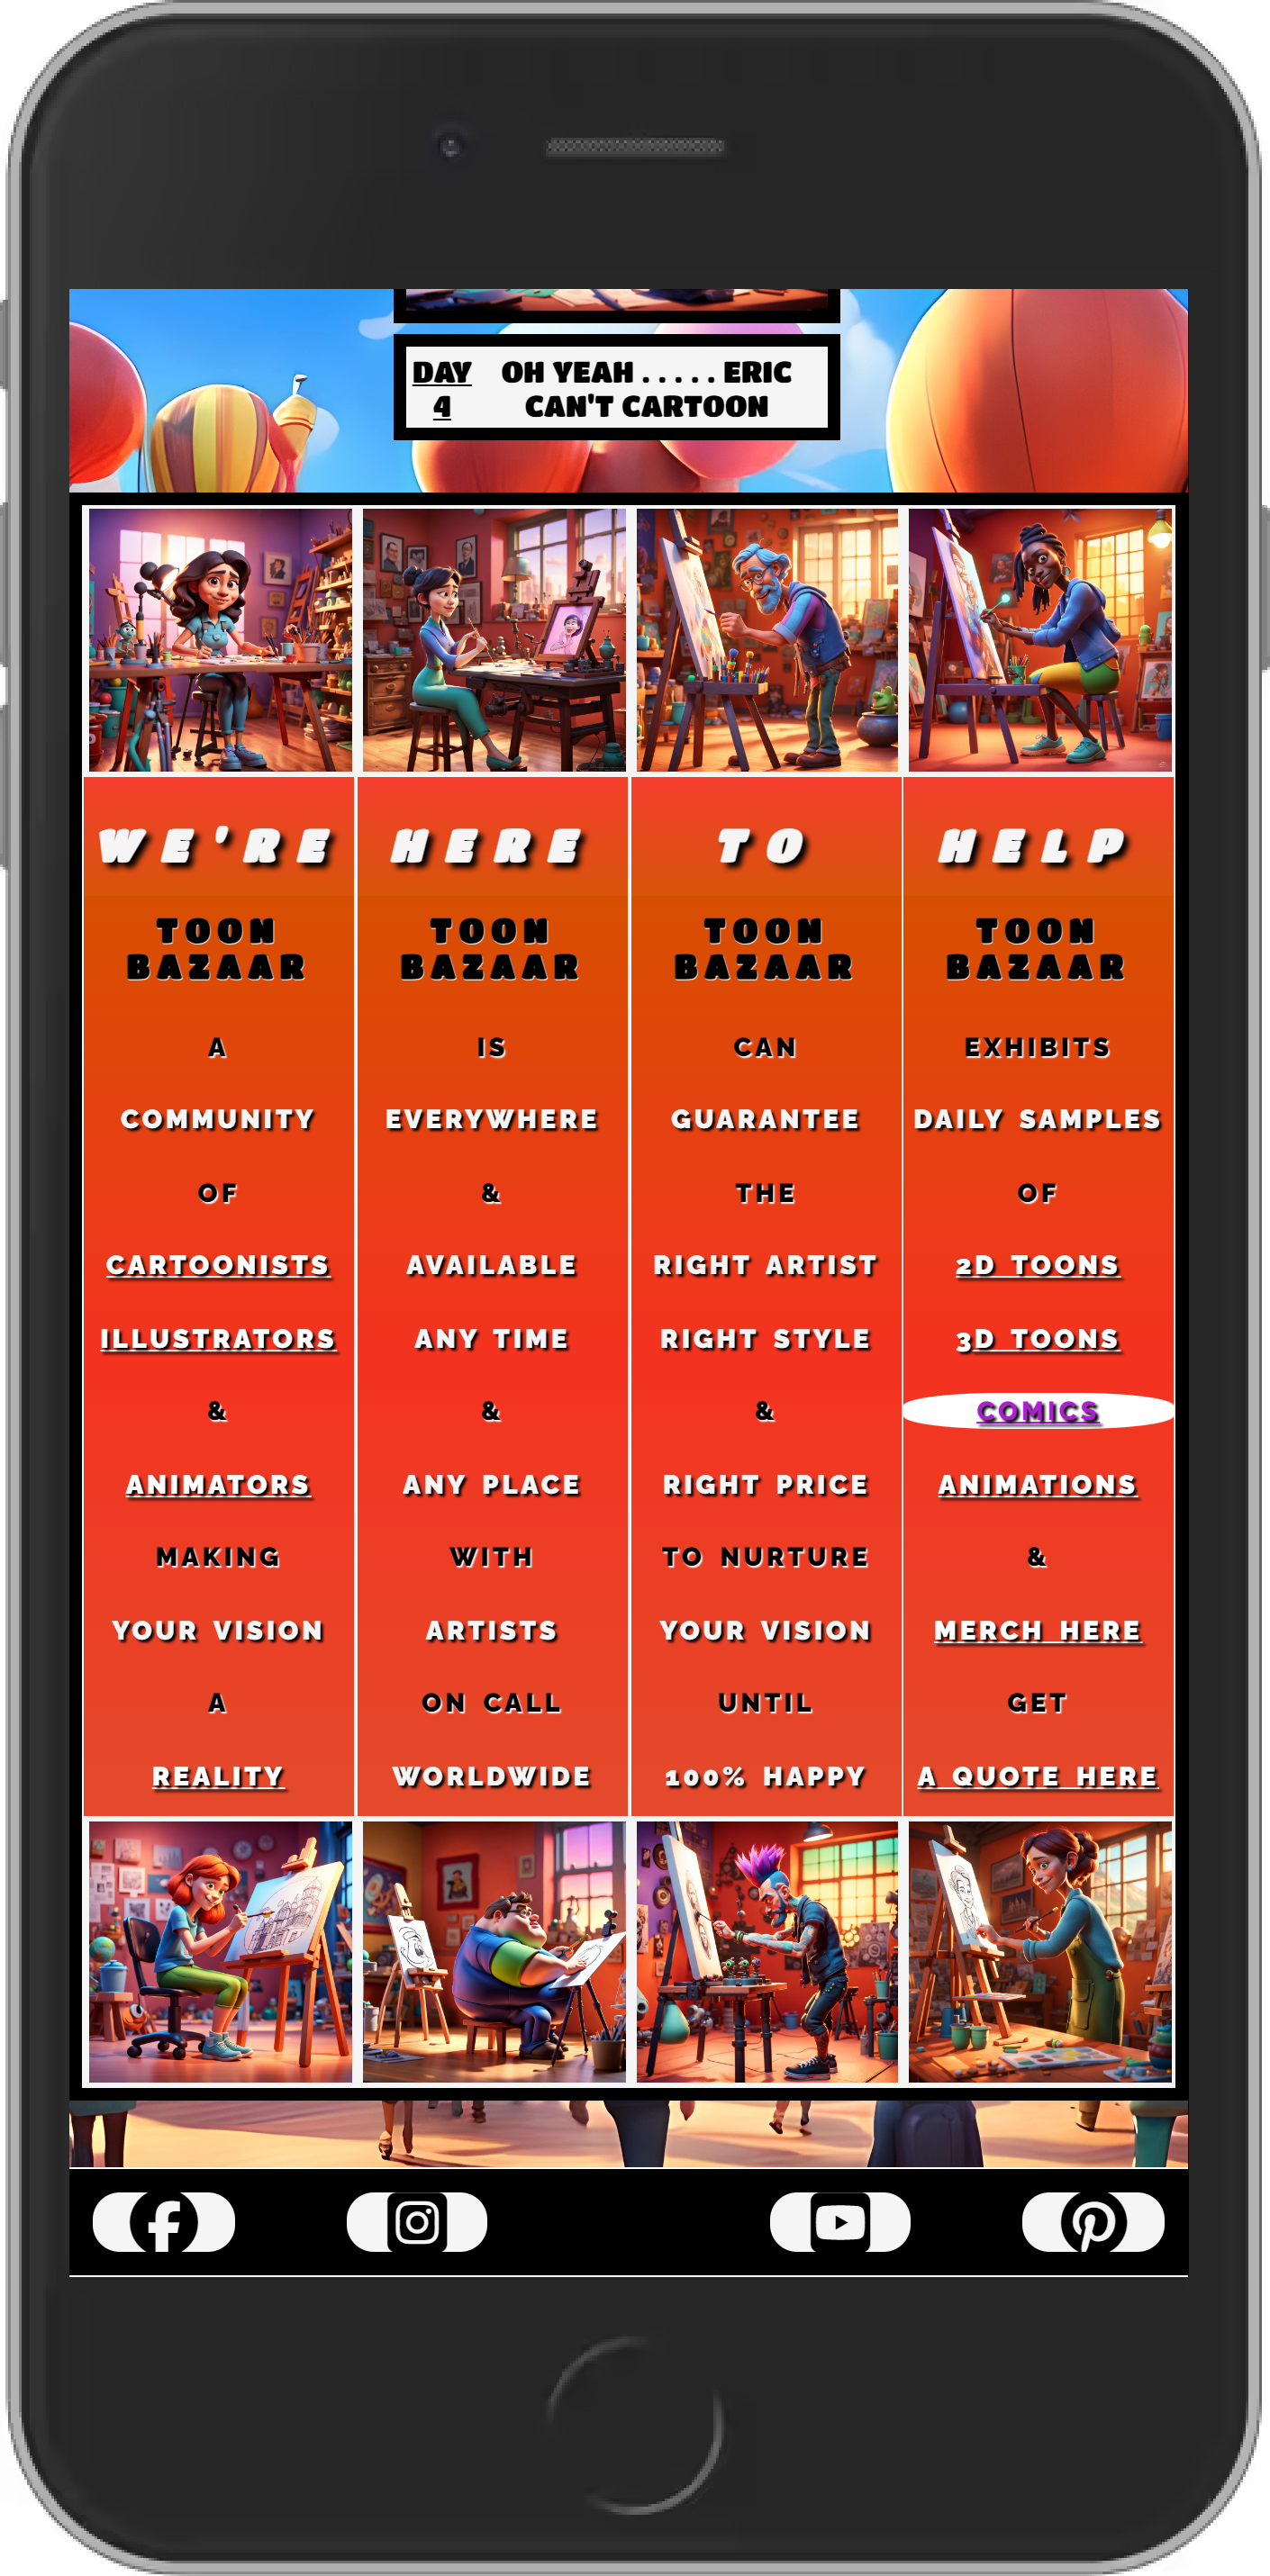 DAY
4
OH YEAH . . . . . ERIC
CAN'T CARTOON
WE'RE
TOON
BAZAAR
A
COMMUNITY
OF
CARTOONISTS
ILLUSTRATORS
&
ANIMATORS
MAKING
YOUR VISION
A
REALITY
HERE
TOON
BAZAAR
IS
EVERYWHERE
&
AVAILABLE
ANY TIME
&
ANY PLACE
WITH
ARTISTS
ON CALL
WORLDWIDE
TO
TOON
BAZAAR
CAN
GUARANTEE
THE
RIGHT ARTIST
RIGHT STYLE
&
RIGHT PRICE
TO NURTURE
YOUR VISION
UNTIL
100% HAPPY
HELP
TOON
BAZAAR
EXHIBITS
DAILY SAMPLES
OF
2D TOONS
3D TOONS
COMICS
ANIMATIONS
&
MERCH HERE
GET
A QUOTE HERE